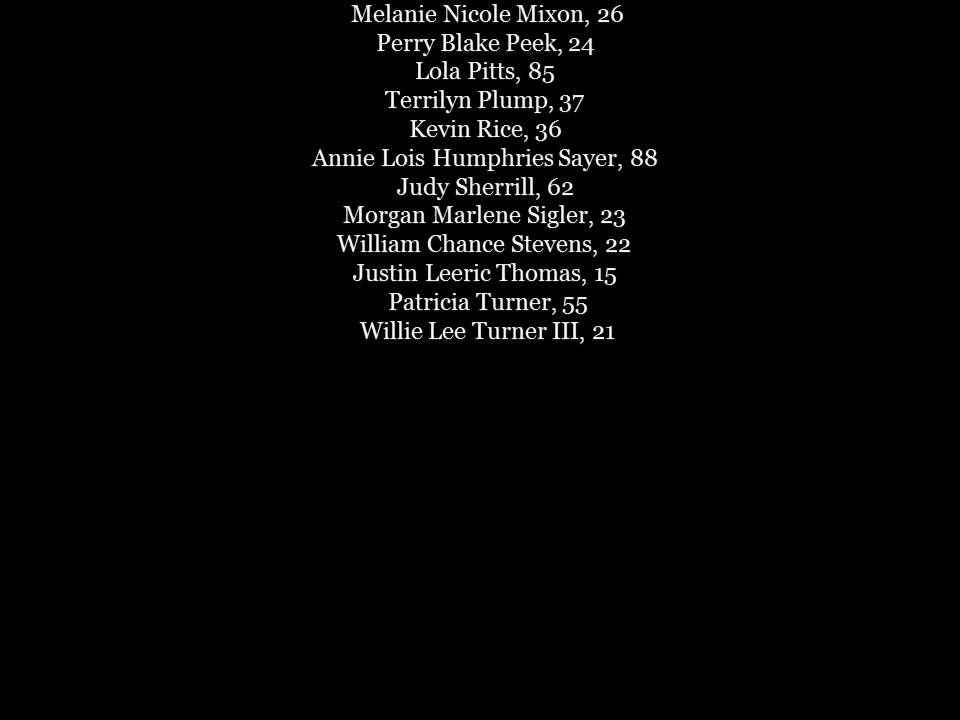 Melanie Nicole Mixon, 26
Perry Blake Peek, 24
Lola Pitts, 85
Terrilyn Plump, 37
Kevin Rice, 36
Annie Lois Humphries Sayer, 88
Judy Sherrill, 62
Morgan Marlene Sigler, 23
William Chance Stevens, 22
Justin Leeric Thomas, 15
Patricia Turner, 55
Willie Lee Turner III, 21